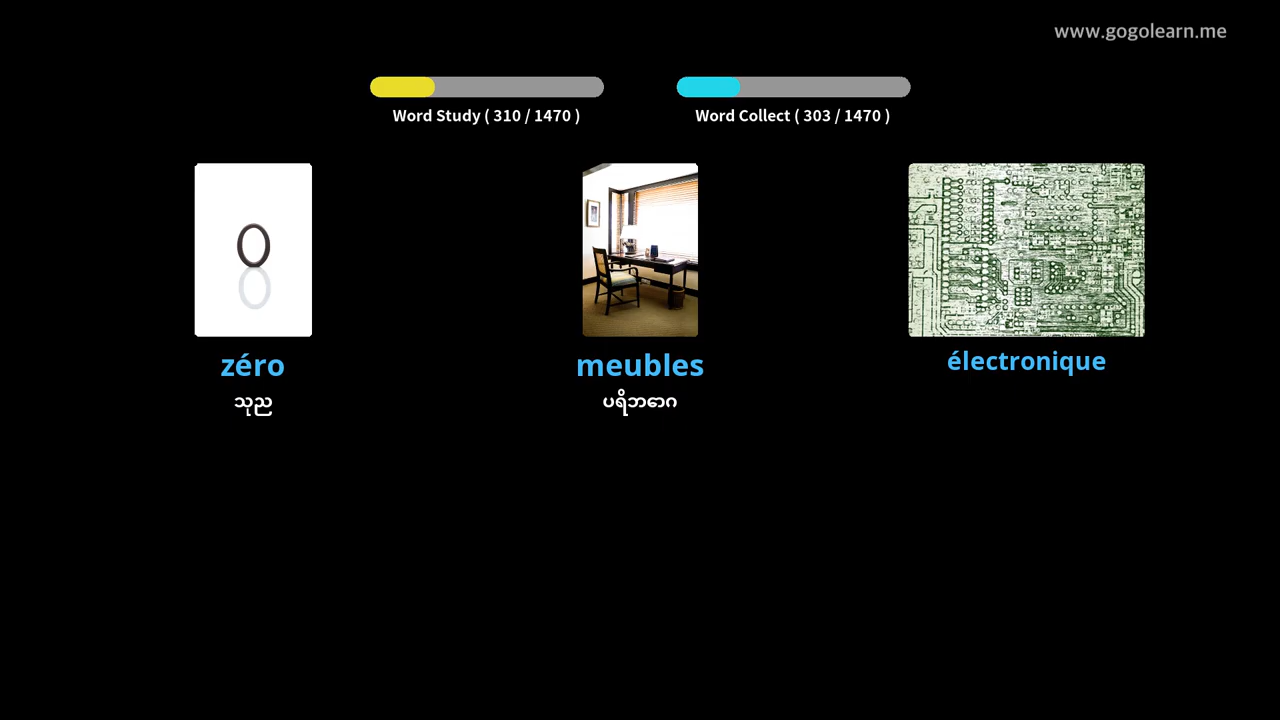 www.gogolearn.me
Word Study ( 310 / 1470 )
Word Collect ( 303 / 1470 )
zéro
meubles
électronique
သုည
ပရိဘောဂ